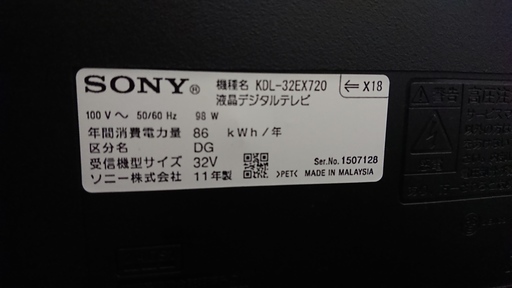 SONY® 機種名 KDL-32EX720 ⇐ X18
液晶デジタルテレビ
100 V～ 50/60 Hz 98 W
年間消費電力量 86 kWh/年
区分名 DG
受信機型サイズ 32V
ソニー株式会社 11年製
Ser.No. 1507128
>PET< MADE IN MALAYSIA
警告